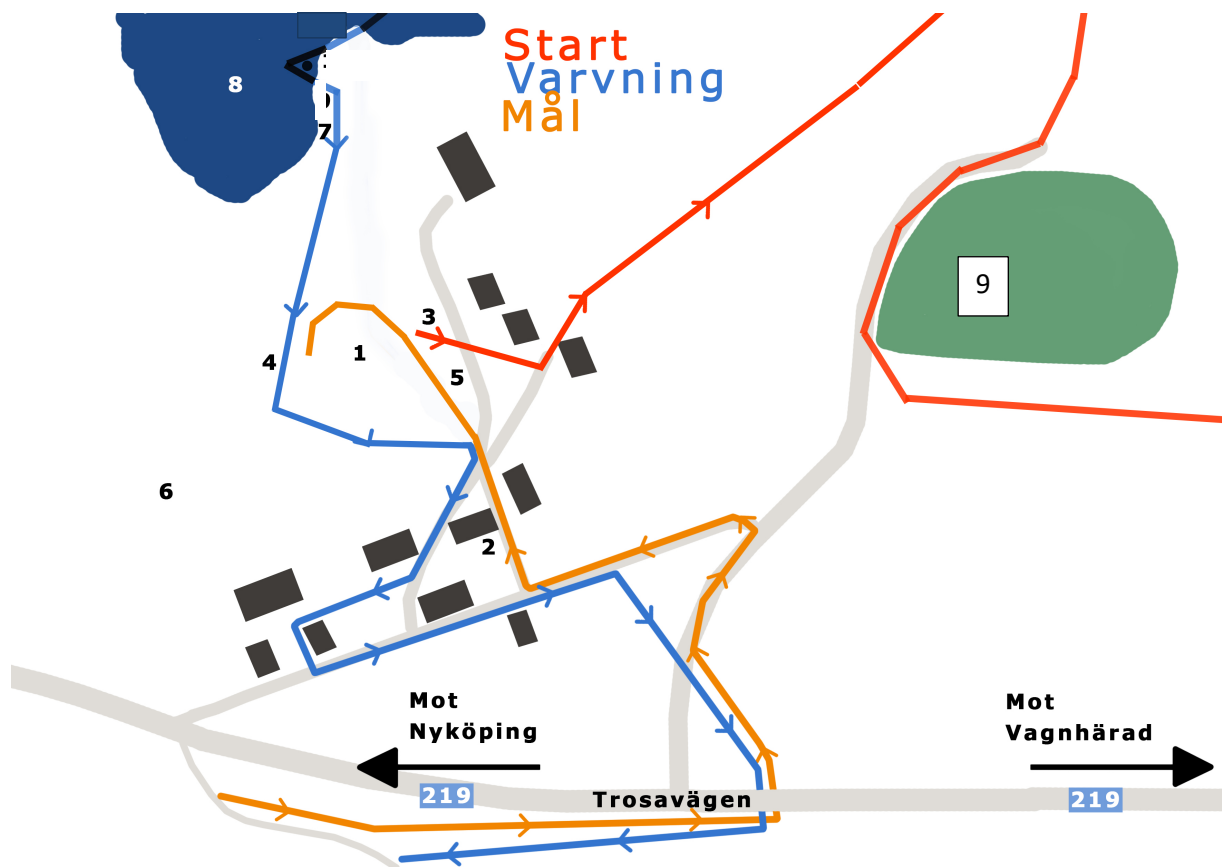 Start
Varvning
Mål
8
7
9
3
1
4
5
6
2
Mot
Nyköping
Mot
Vagnhärad
219
Trosavägen
219